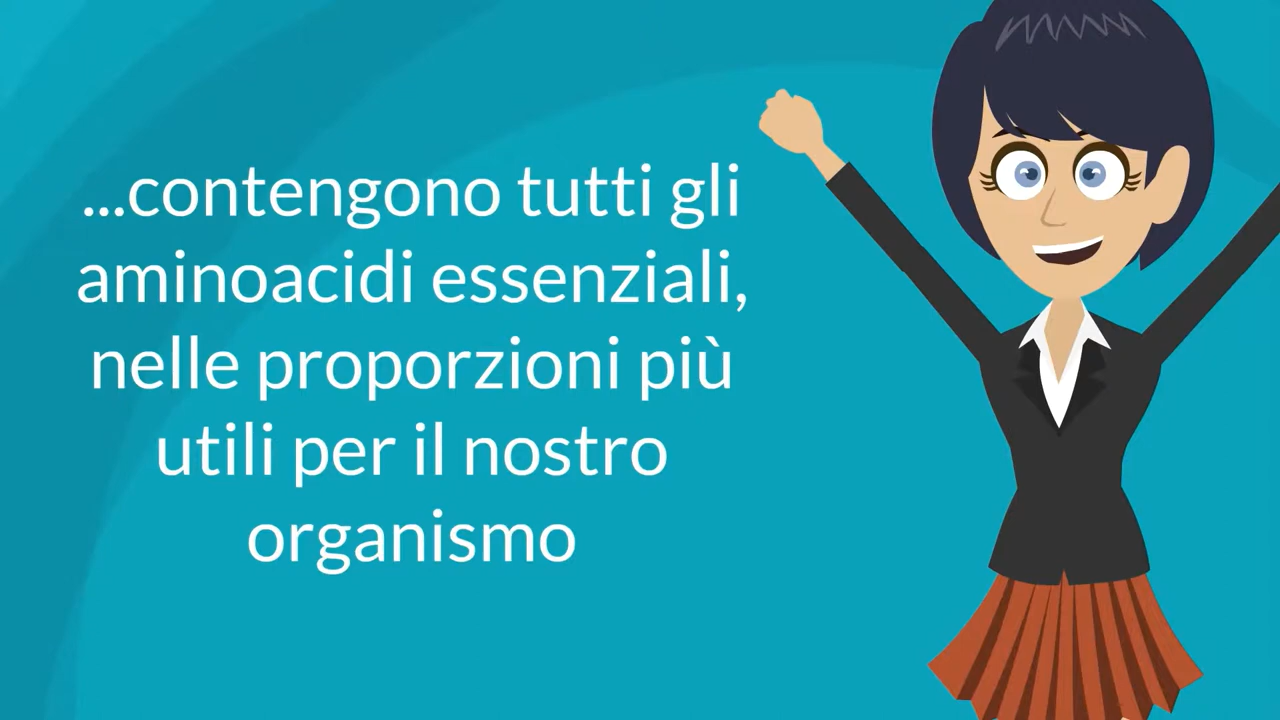 ...contengono tutti gli
aminoacidi essenziali,
nelle proporzioni più
utili per il nostro
organismo